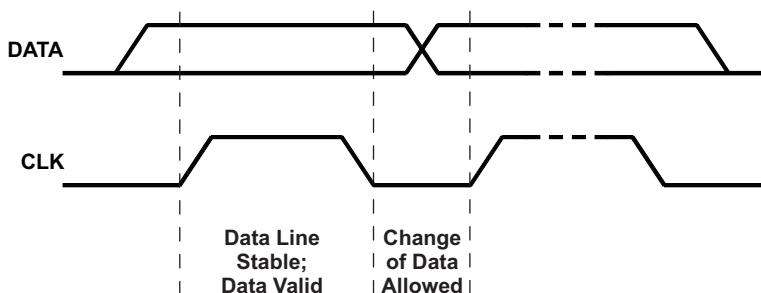 DATA
CLK
Data Line
Stable;
Data Valid
Change
of Data
Allowed